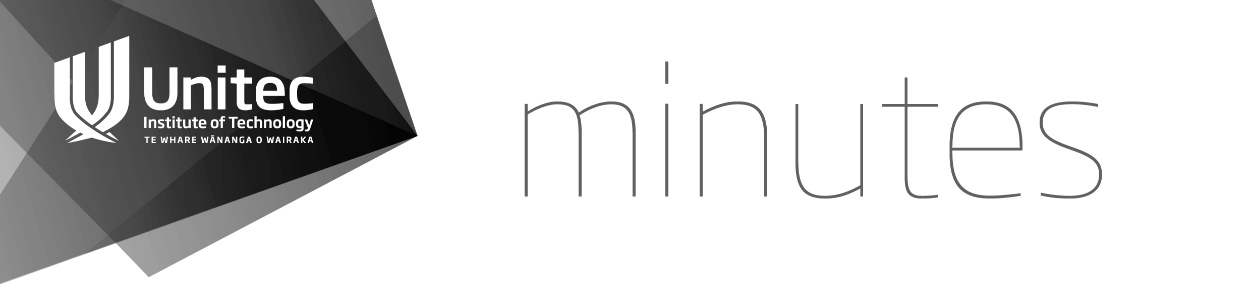 Unitec
Institute of Technology
TE WHARE WĀNANGA O WAIRAKA
minutes